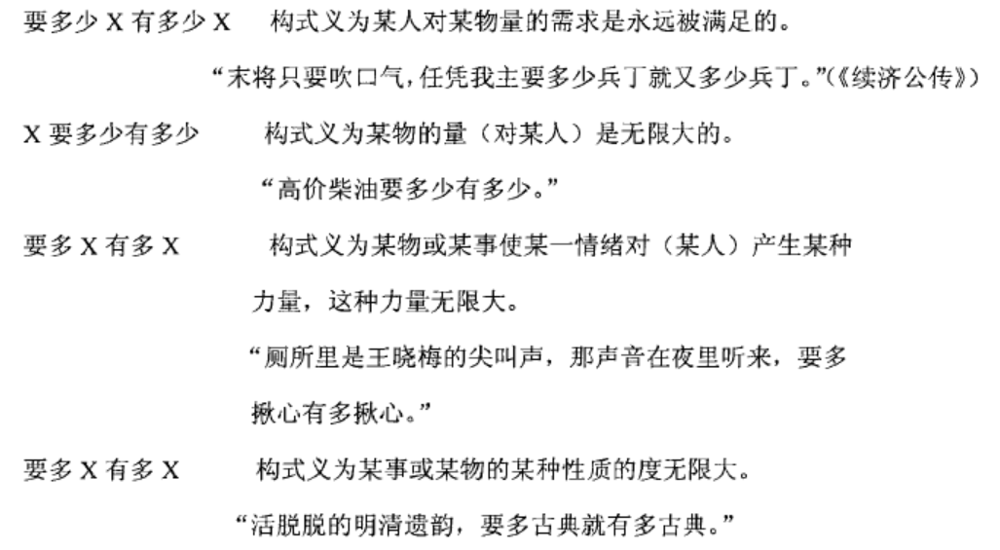 要多少 X 有多少 X 构式义为某人对某物量的需求是永远被满足的。
“末将只要吹口气，任凭我主要多少兵丁就又多少兵丁。”（《续济公传》）
X 要多少有多少 构式义为某物的量（对某人）是无限大的。
“高价柴油要多少有多少。”
要多 X 有多 X 构式义为某物或某事使某一情绪对（某人）产生某种
力量，这种力量无限大。
“厕所里是王晓梅的尖叫声，那声音在夜里听来，要多
揪心有多揪心。”
要多 X 有多 X 构式义为某事或某物的某种性质的度无限大。
“活脱脱的明清遗韵，要多古典就有多古典。”